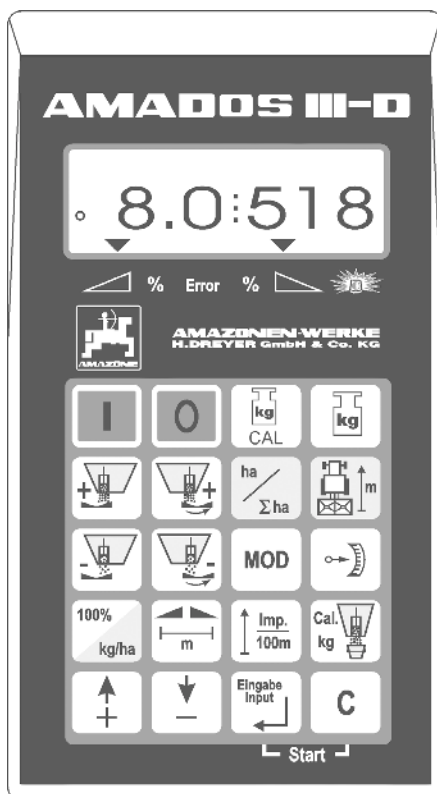 AMADOS III-D
8.0 518
% Error %
AMAZONE
AMAZONEN-WERKE
H.DREYER GmbH & Co. KG
I
O
kg
CAL
kg
+
+
ha
Σha
m
-
-
MOD
100%
kg/ha
m
Imp.
100m
Cal.
kg
+
−
Eingabe
Input
C
Start